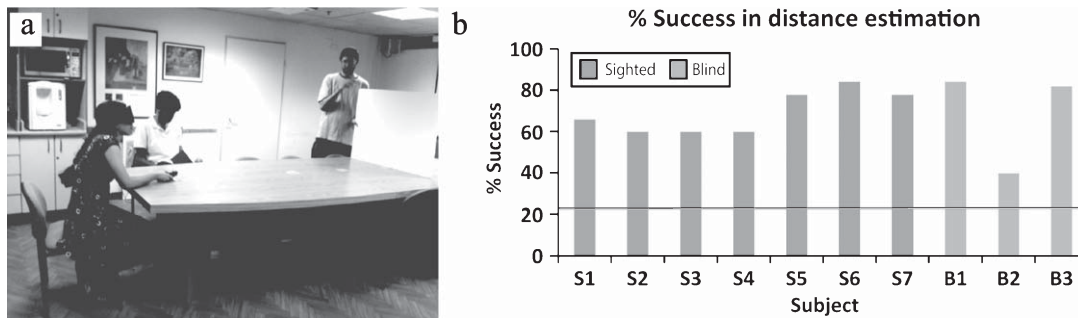 a
b
% Success in distance estimation
% Success
100
80
60
40
20
0
Sighted
Blind
S1 S2 S3 S4 S5 S6 S7 B1 B2 B3
Subject